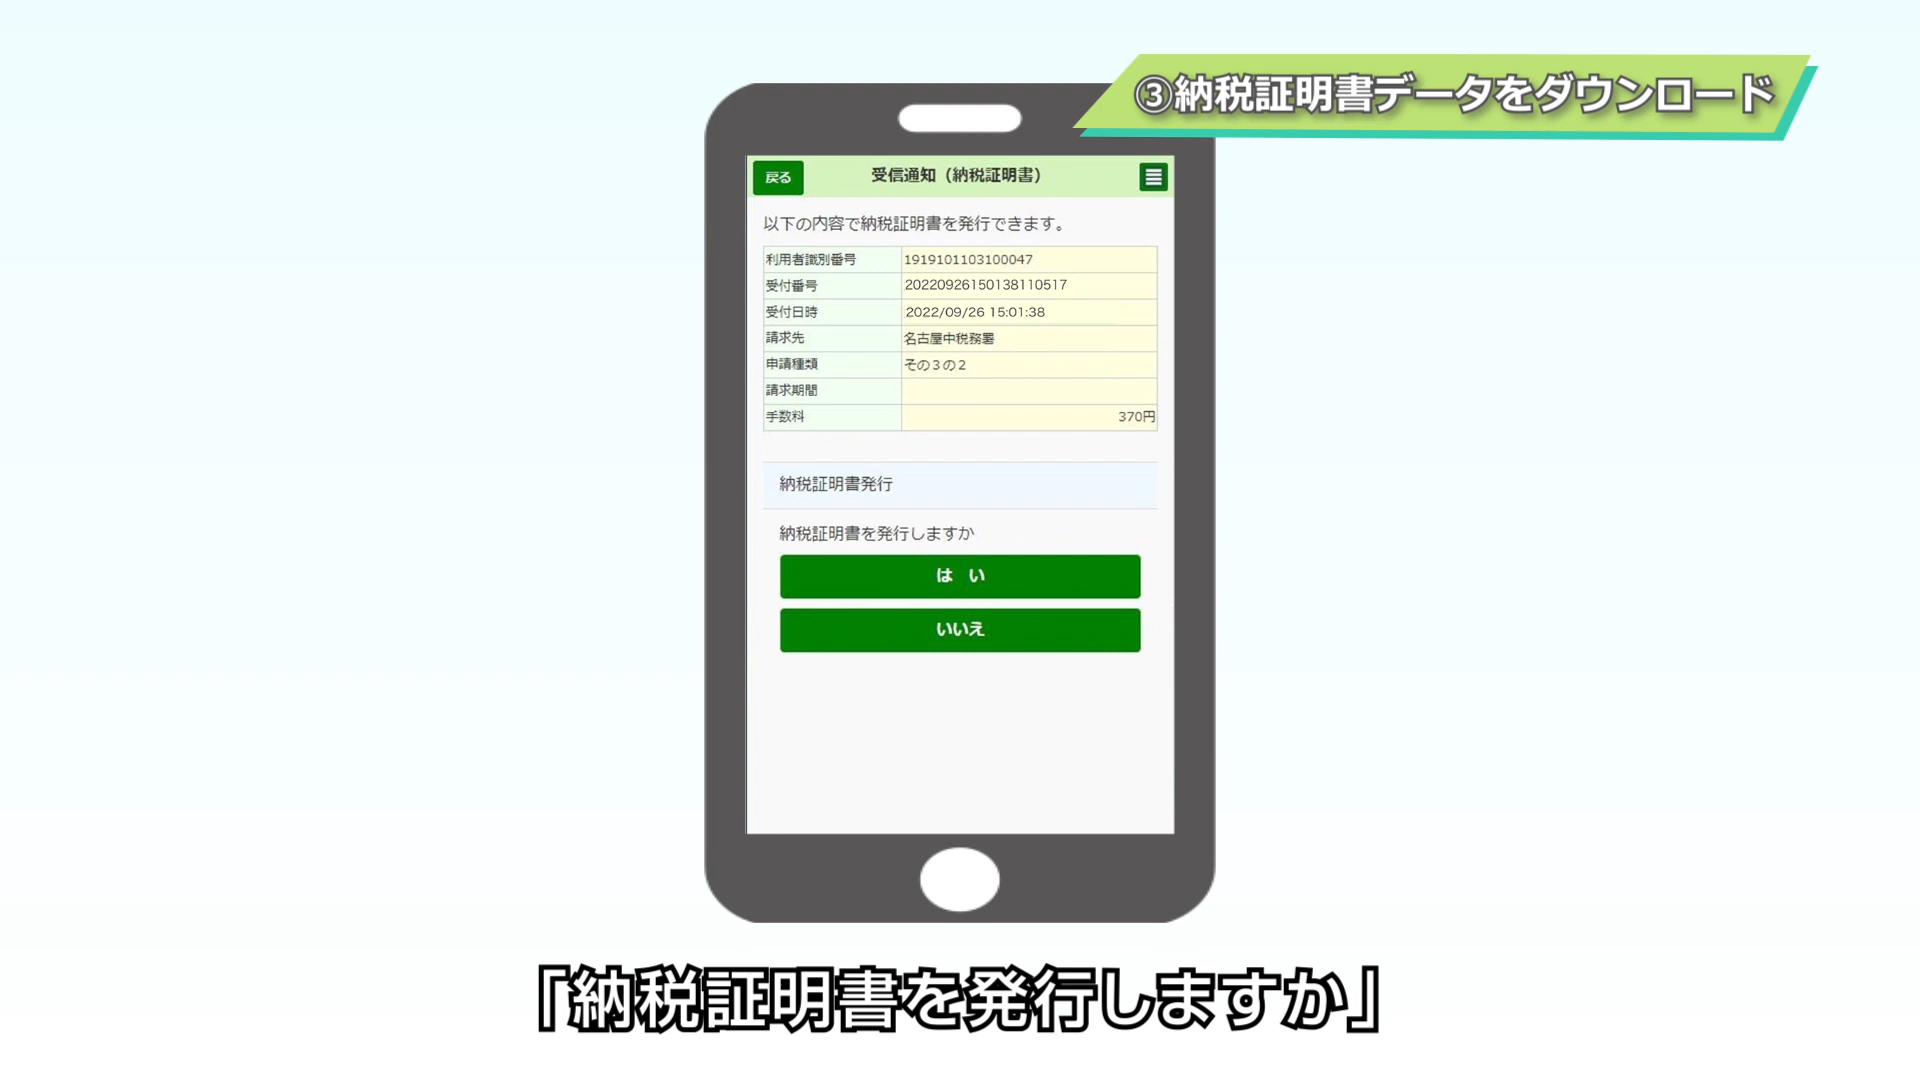 ③納税証明書データをダウンロード
戻る 受信通知（納税証明書）
以下の内容で納税証明書を発行できます。
利用者識別番号 1919101103100047
受付番号 20220926150138110517
受付日時 2022/09/26 15:01:38
請求先 名古屋中税務署
申請種類 その３の２
請求期間
手数料 370円
納税証明書発行
納税証明書を発行しますか
は　い
いいえ
「納税証明書を発行しますか」